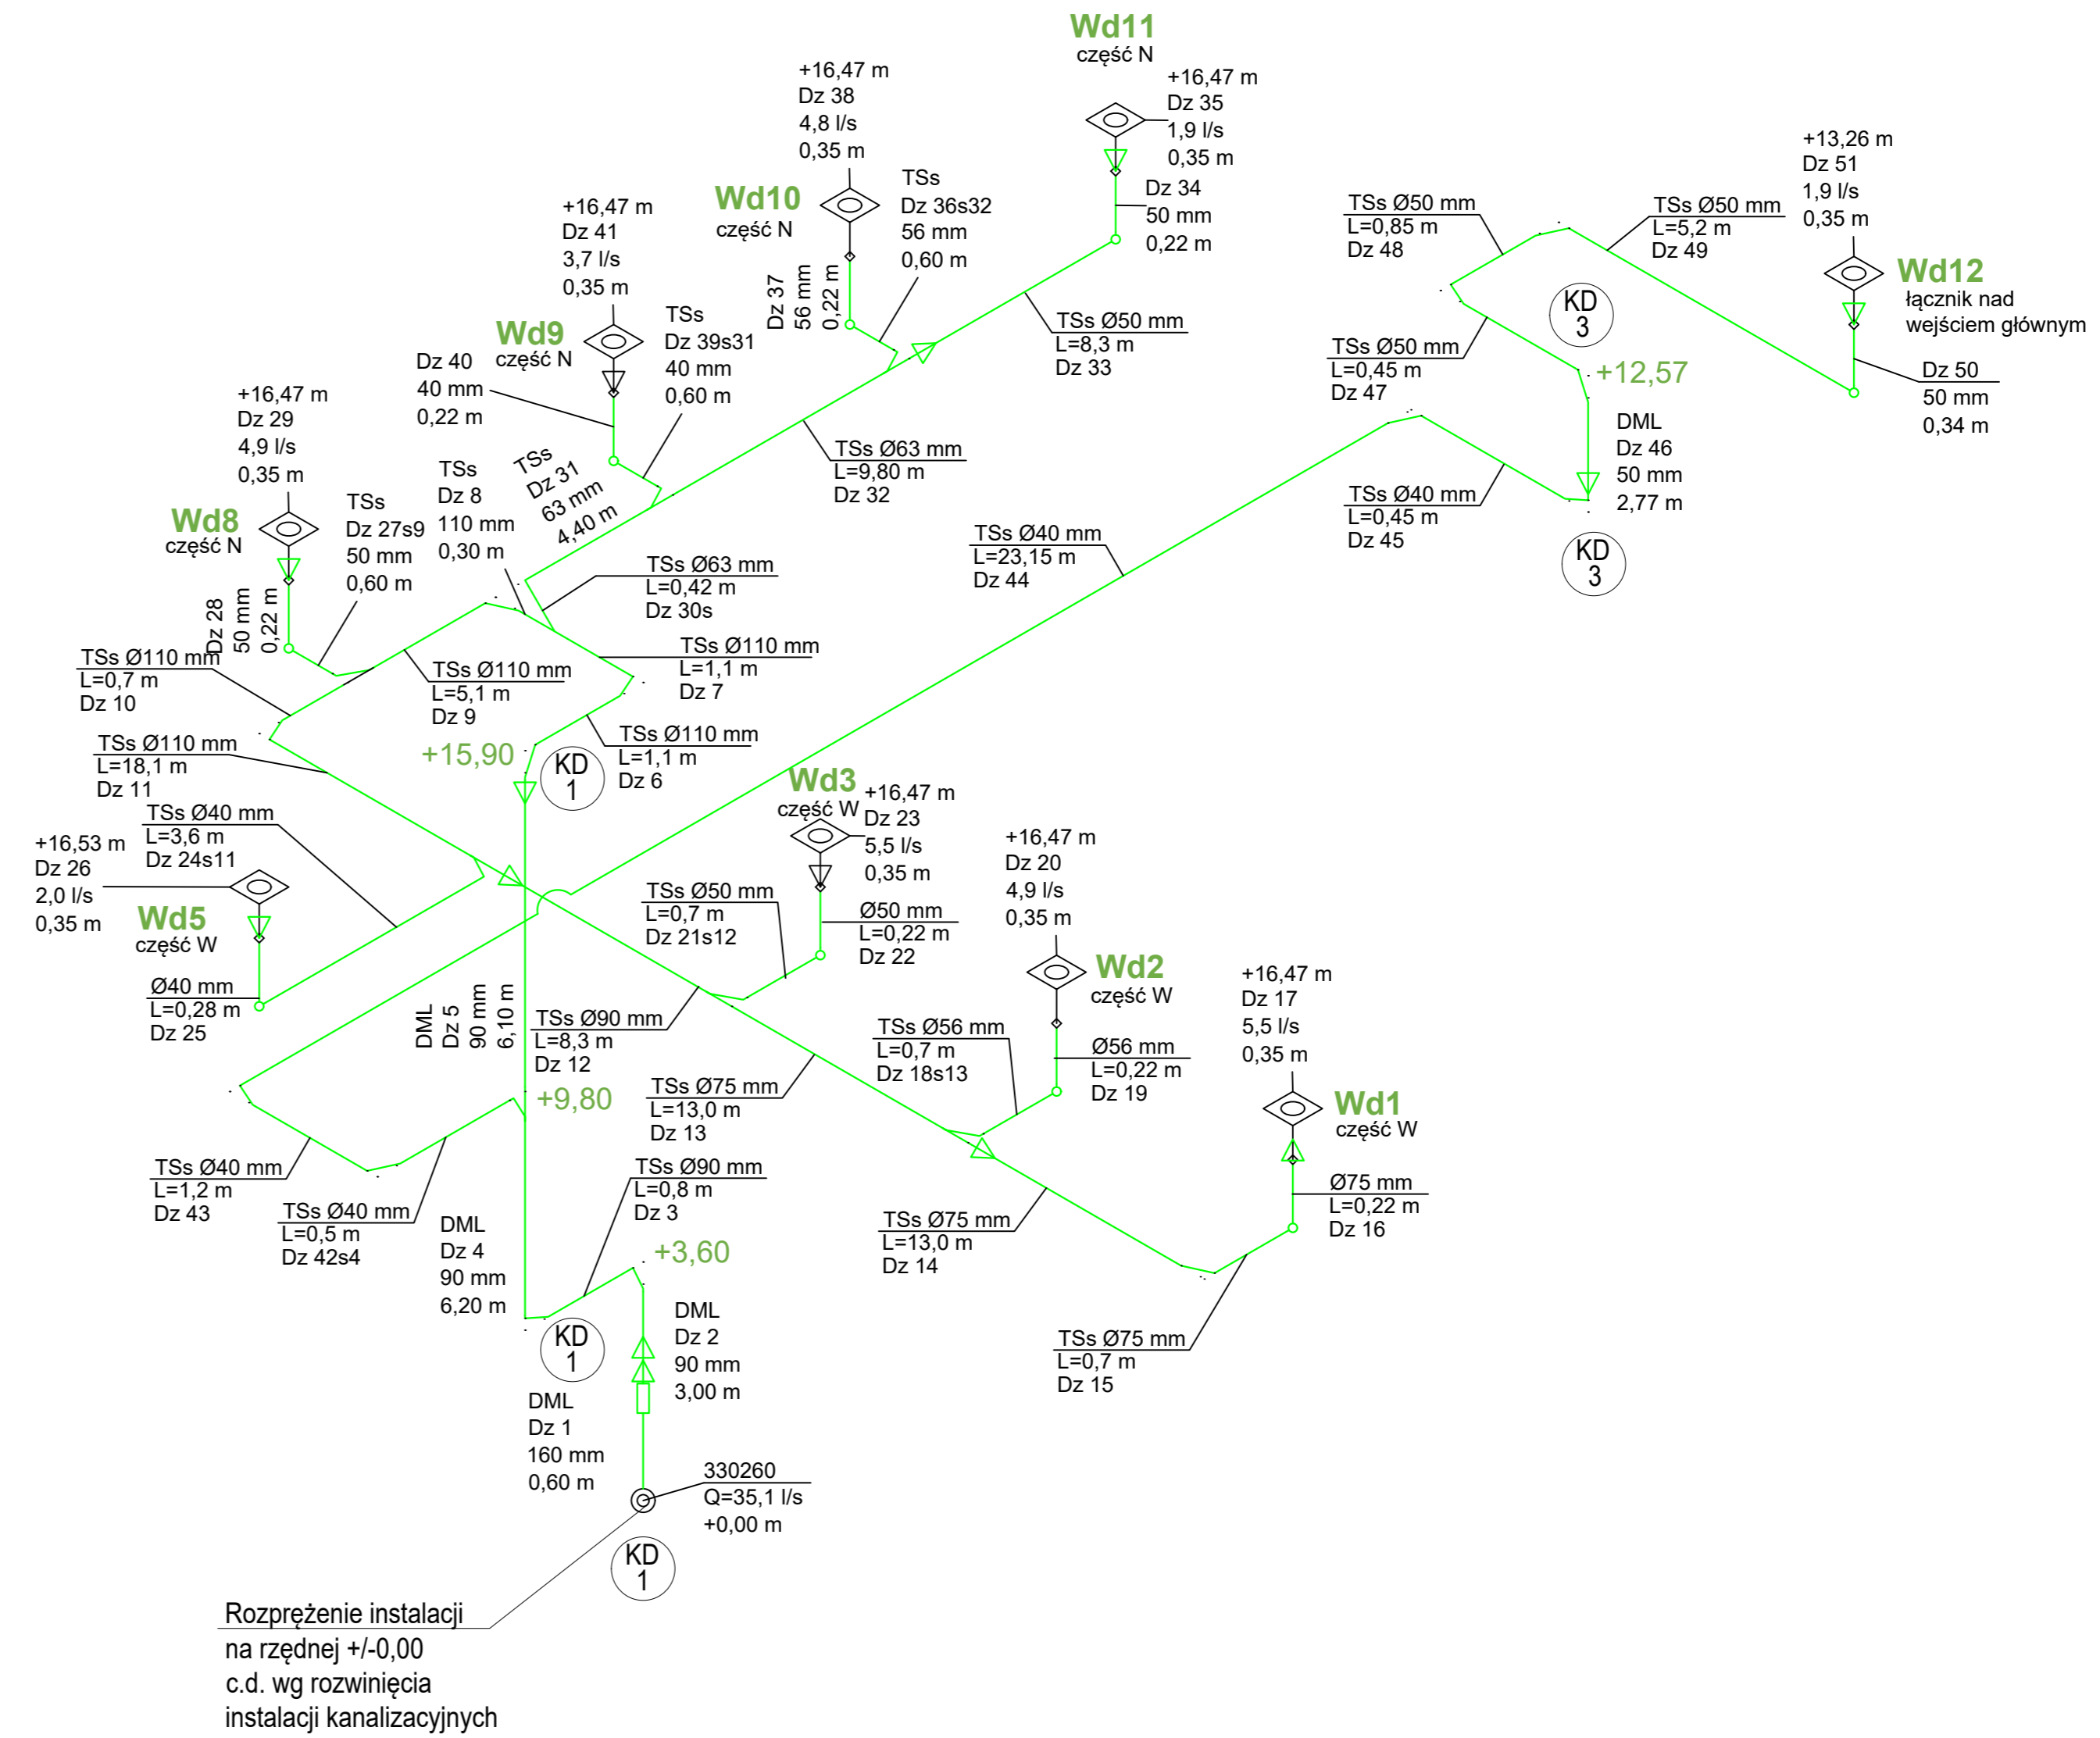 Wd11
część N
+16,47 m
Dz 35
1,9 l/s
0,35 m
Dz 34
50 mm
0,22 m
+16,47 m
Dz 38
4,8 l/s
0,35 m
Wd10
część N
TSs
Dz 36s32
56 mm
0,60 m
Dz 37
56 mm
0,22 m
+16,47 m
Dz 41
3,7 l/s
0,35 m
Wd9
część N
TSs
Dz 39s31
40 mm
0,60 m
Dz 40
40 mm
0,22 m
+16,47 m
Dz 29
4,9 l/s
0,35 m
Wd8
część N
TSs
Dz 27s9
50 mm
0,60 m
Dz 28
50 mm
0,22 m
TSs
Dz 8
110 mm
0,30 m
TSs
Dz 31
63 mm
4,40 m
TSs Ø50 mm
L=8,3 m
Dz 33
TSs Ø63 mm
L=9,80 m
Dz 32
TSs Ø63 mm
L=0,42 m
Dz 30s
TSs Ø110 mm
L=1,1 m
Dz 7
TSs Ø110 mm
L=1,1 m
Dz 6
TSs Ø110 mm
L=5,1 m
Dz 9
TSs Ø110 mm
L=0,7 m
Dz 10
TSs Ø110 mm
L=18,1 m
Dz 11
+15,90
KD
1
TSs Ø50 mm
L=0,85 m
Dz 48
TSs Ø50 mm
L=5,2 m
Dz 49
+13,26 m
Dz 51
1,9 l/s
0,35 m
Wd12
łącznik nad
wejściem głównym
Dz 50
50 mm
0,34 m
KD
3
TSs Ø50 mm
L=0,45 m
Dz 47
+12,57
DML
Dz 46
50 mm
2,77 m
TSs Ø40 mm
L=0,45 m
Dz 45
KD
3
TSs Ø40 mm
L=23,15 m
Dz 44
TSs Ø40 mm
L=3,6 m
Dz 24s11
+16,53 m
Dz 26
2,0 l/s
0,35 m
Wd5
część W
Ø40 mm
L=0,28 m
Dz 25
Wd3
część W
+16,47 m
Dz 23
5,5 l/s
0,35 m
TSs Ø50 mm
L=0,7 m
Dz 21s12
Ø50 mm
L=0,22 m
Dz 22
+16,47 m
Dz 20
4,9 l/s
0,35 m
Wd2
część W
TSs Ø56 mm
L=0,7 m
Dz 18s13
Ø56 mm
L=0,22 m
Dz 19
+16,47 m
Dz 17
5,5 l/s
0,35 m
Wd1
część W
Ø75 mm
L=0,22 m
Dz 16
DML
Dz 5
90 mm
6,10 m
TSs Ø90 mm
L=8,3 m
Dz 12
TSs Ø75 mm
L=13,0 m
Dz 13
+9,80
TSs Ø75 mm
L=13,0 m
Dz 14
TSs Ø75 mm
L=0,7 m
Dz 15
TSs Ø40 mm
L=1,2 m
Dz 43
TSs Ø40 mm
L=0,5 m
Dz 42s4
TSs Ø90 mm
L=0,8 m
Dz 3
DML
Dz 4
90 mm
6,20 m
+3,60
KD
1
DML
Dz 2
90 mm
3,00 m
DML
Dz 1
160 mm
0,60 m
330260
Q=35,1 l/s
+0,00 m
KD
1
Rozprężenie instalacji
na rzędnej +/-0,00
c.d. wg rozwinięcia
instalacji kanalizacyjnych